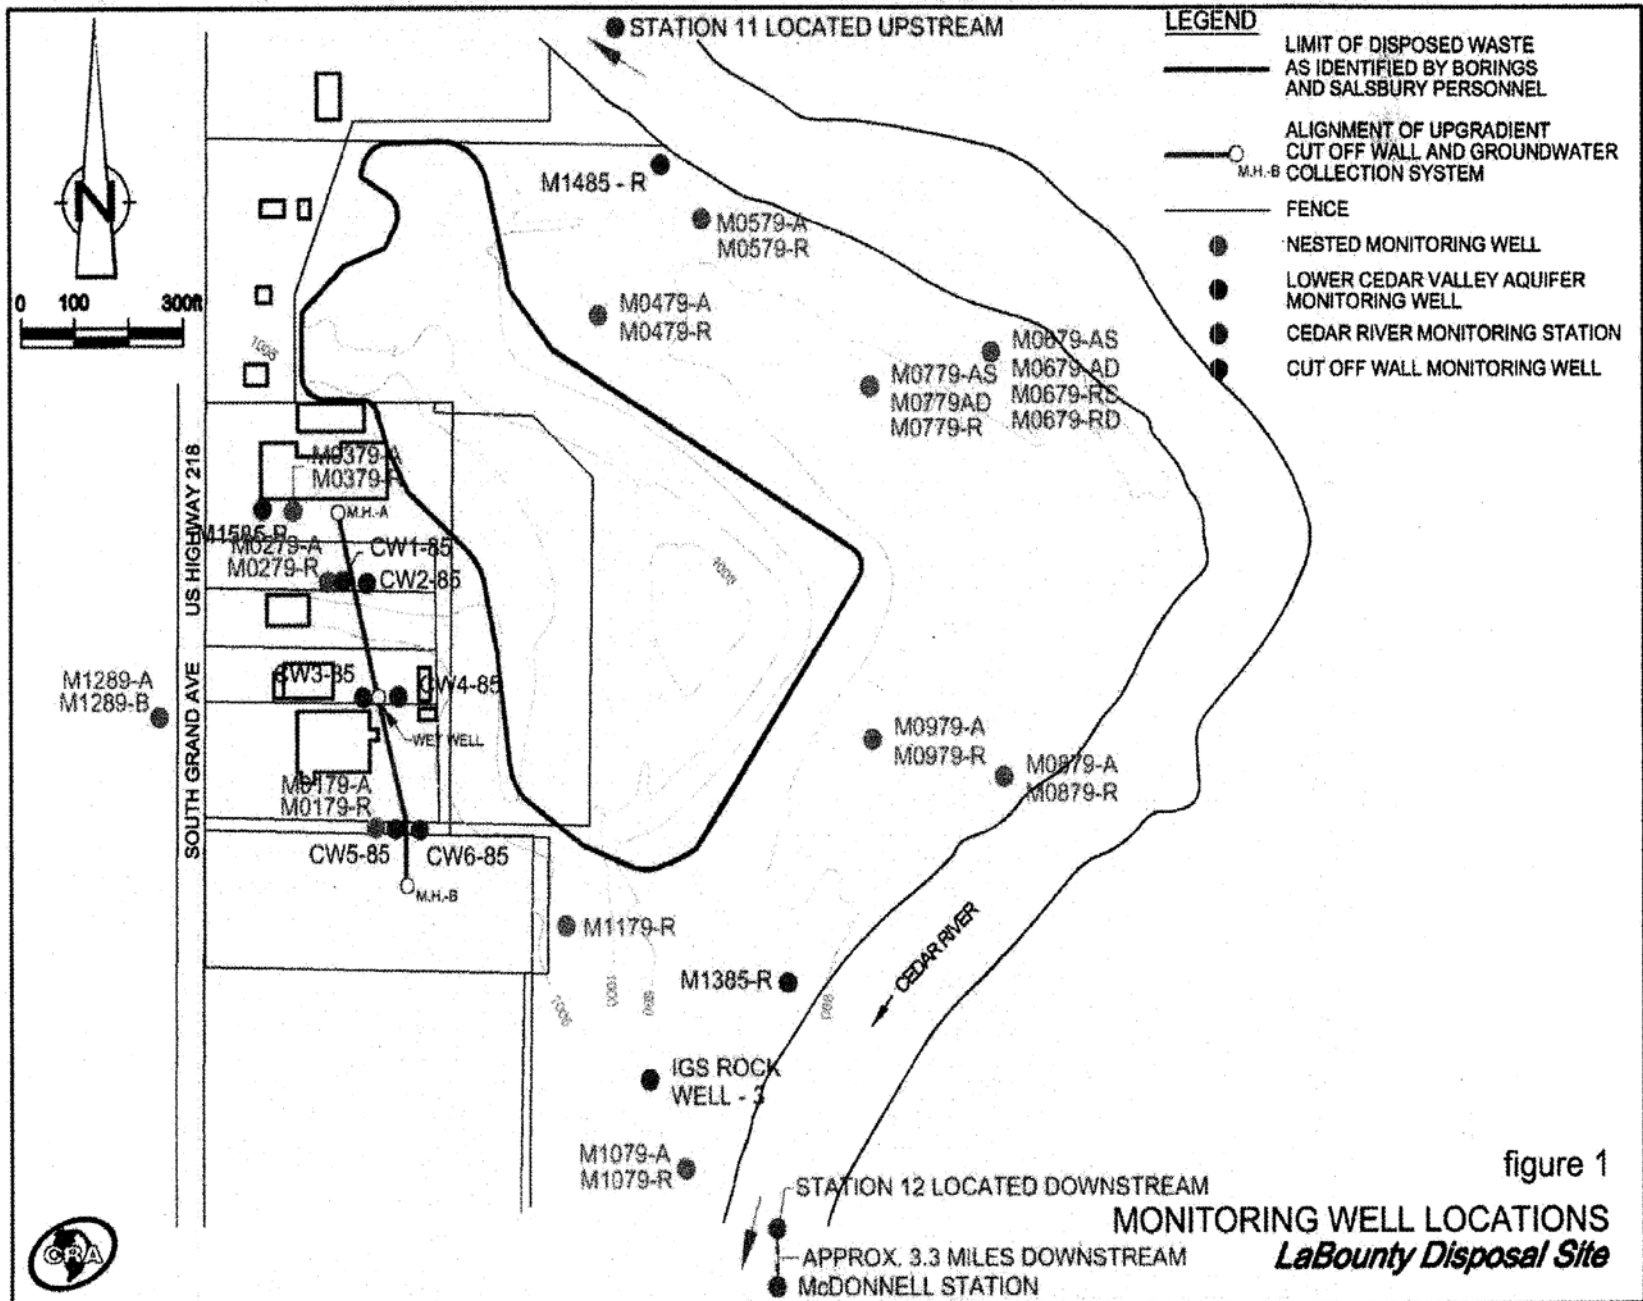 STATION 11 LOCATED UPSTREAM
LEGEND
LIMIT OF DISPOSED WASTE
AS IDENTIFIED BY BORINGS
AND SALSBURY PERSONNEL
ALIGNMENT OF UPGRADIENT
CUT OFF WALL AND GROUNDWATER
M.H.-B COLLECTION SYSTEM
FENCE
NESTED MONITORING WELL
LOWER CEDAR VALLEY AQUIFER
MONITORING WELL
CEDAR RIVER MONITORING STATION
CUT OFF WALL MONITORING WELL
N
0 100 300ft
M1485 - R
M0579-A
M0579-R
M0479-A
M0479-R
M0679-AS
M0679-AD
M0679-RS
M0679-RD
M0779-AS
M0779AD
M0779-R
1005
M0379-A
M0379-R
M.H.-A
M1585-R
M0279-A
M0279-R
CW1-85
CW2-85
US HIGHWAY 218
SOUTH GRAND AVE
1005
CW3-85
CW4-85
M1289-A
M1289-B
WET WELL
M0979-A
M0979-R
M0879-A
M0879-R
M0179-A
M0179-R
CW5-85
CW6-85
M.H.-B
M1179-R
M1385-R
CEDAR RIVER
1005
1000
990
990
IGS ROCK
WELL - 3
M1079-A
M1079-R
STATION 12 LOCATED DOWNSTREAM
APPROX. 3.3 MILES DOWNSTREAM
McDONNELL STATION
figure 1
MONITORING WELL LOCATIONS
LaBounty Disposal Site
CRA